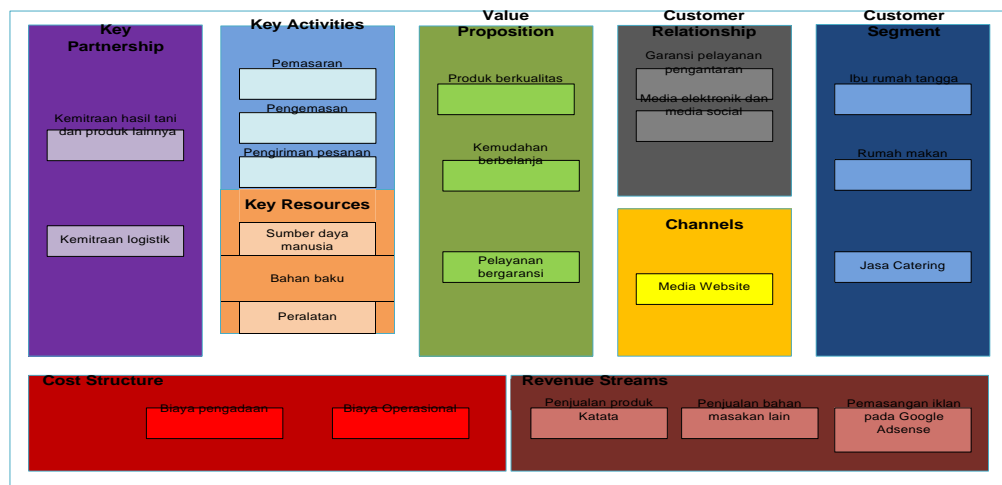 Key
Partnership
Kemitraan hasil tani
dan produk lainnya
Kemitraan logistik
Key Activities
Pemasaran
Pengemasan
Pengiriman pesanan
Key Resources
Sumber daya
manusia
Bahan baku
Peralatan
Value
Proposition
Produk berkualitas
Kemudahan
berbelanja
Pelayanan
bergaransi
Customer
Relationship
Garansi pelayanan
pengantaran
Media elektronik dan
media social
Channels
Media Website
Customer
Segment
Ibu rumah tangga
Rumah makan
Jasa Catering
Cost Structure
Biaya pengadaan
Biaya Operasional
Revenue Streams
Penjualan produk
Katata
Penjualan bahan
masakan lain
Pemasangan iklan
pada Google
Adsense